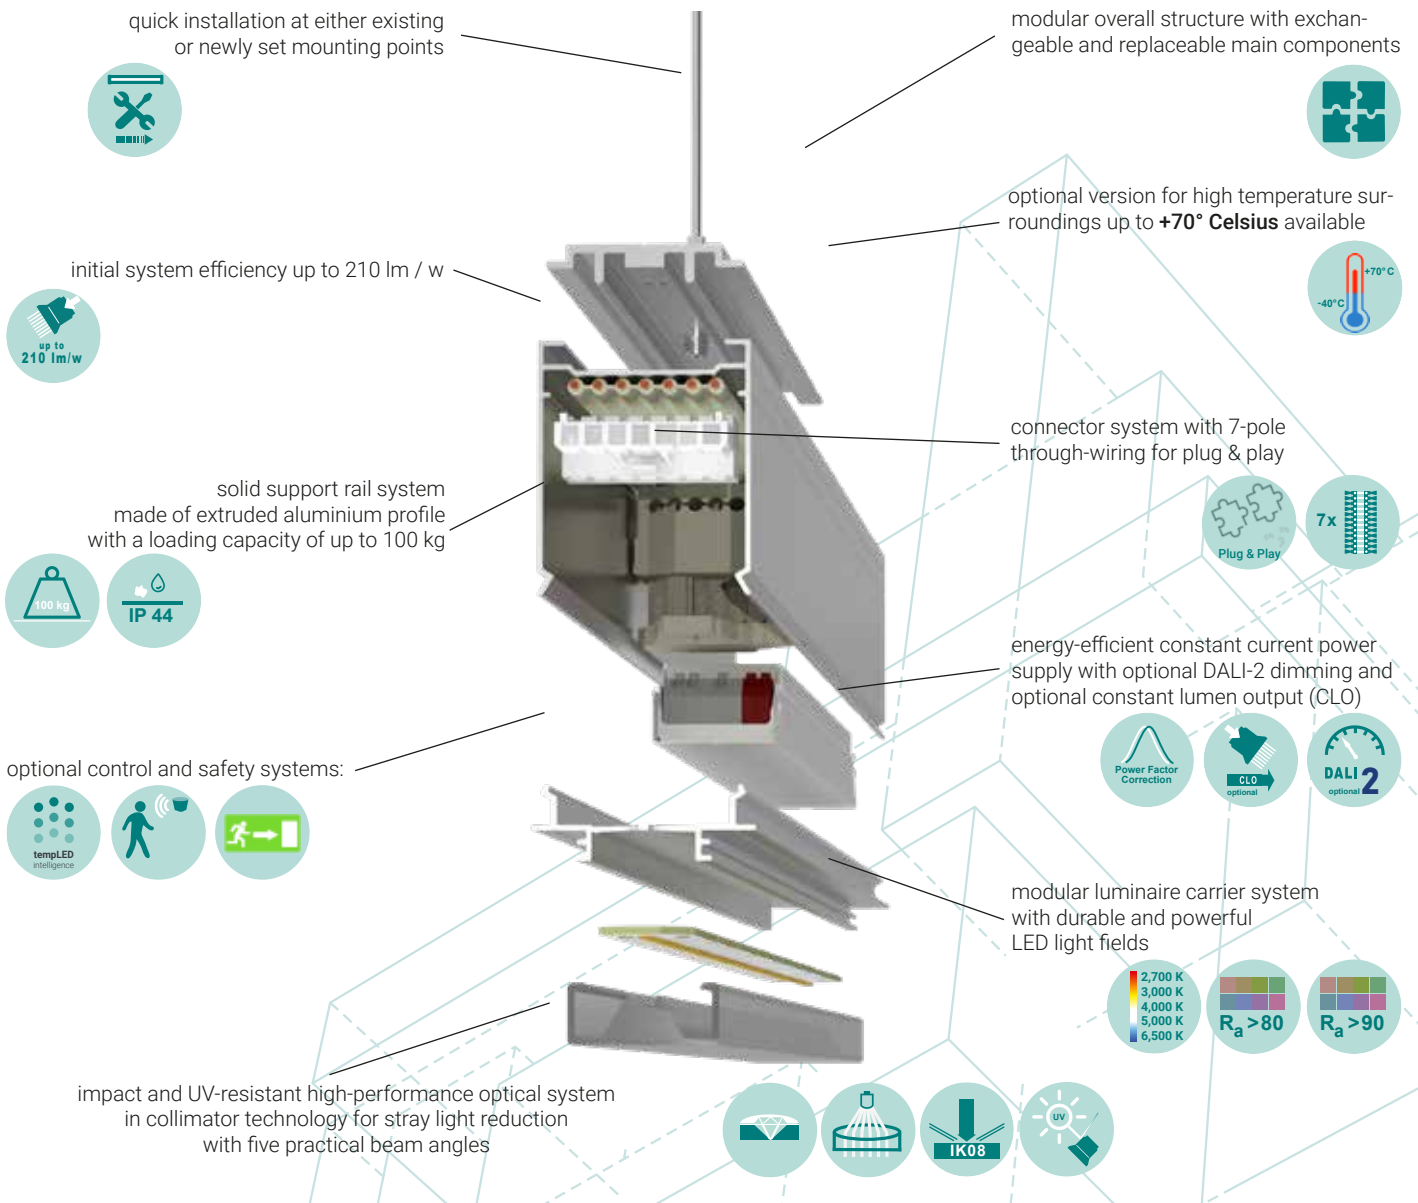 quick installation at either existing
or newly set mounting points
modular overall structure with exchan-
geable and replaceable main components
optional version for high temperature sur-
roundings up to +70° Celsius available
+70°C
-40°C
initial system efficiency up to 210 lm / w
up to
210 lm/w
connector system with 7-pole
through-wiring for plug & play
Plug & Play
7x
solid support rail system
made of extruded aluminium profile
with a loading capacity of up to 100 kg
100 kg
IP 44
energy-efficient constant current power
supply with optional DALI-2 dimming and
optional constant lumen output (CLO)
Power Factor
Correction
CLO
optional
DALI 2
optional
optional control and safety systems:
tempLED
intelligence
modular luminaire carrier system
with durable and powerful
LED light fields
2,700 K
3,000 K
4,000 K
5,000 K
6,500 K
Ra >80
Ra >90
impact and UV-resistant high-performance optical system
in collimator technology for stray light reduction
with five practical beam angles
IK08
UV